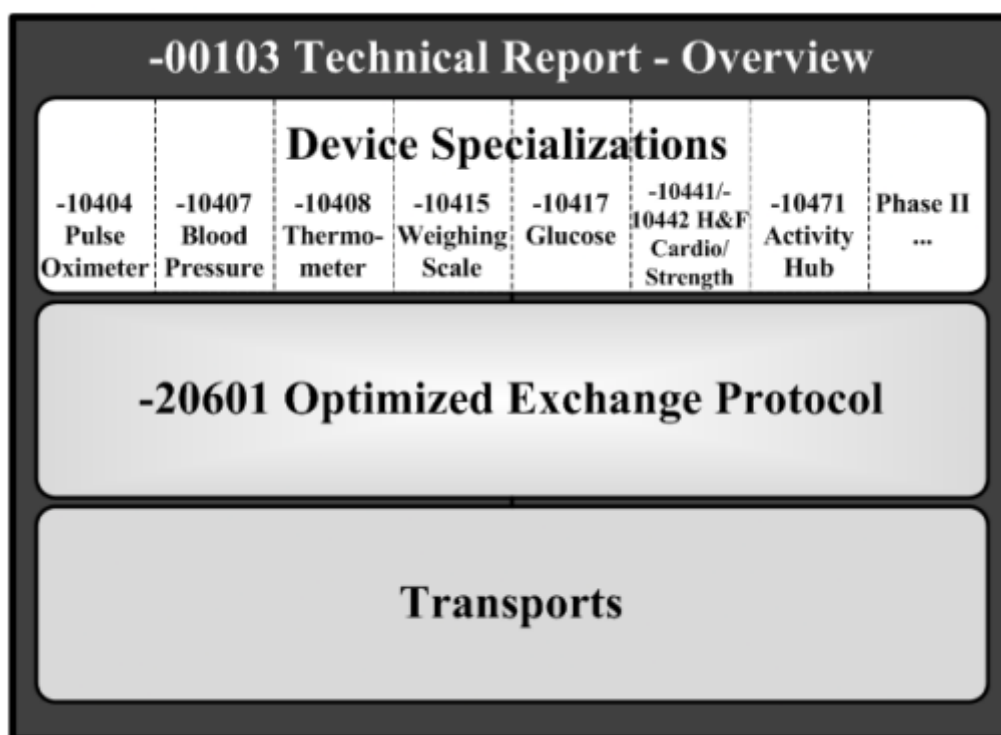 -00103 Technical Report - Overview
Device Specializations
-10404
Pulse
Oximeter
-10407
Blood
Pressure
-10408
Thermo-
meter
-10415
Weighing
Scale
-10417
Glucose
-10441/-
10442 H&F
Cardio/
Strength
-10471
Activity
Hub
Phase II
...
-20601 Optimized Exchange Protocol
Transports